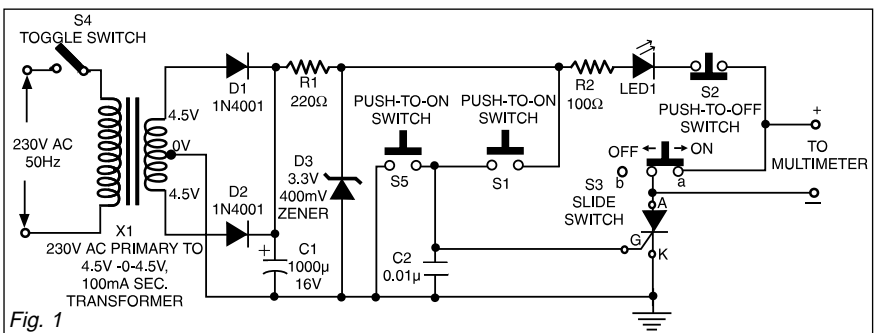 S4
TOGGLE SWITCH
230V AC
50Hz
4.5V
0V
4.5V
X1
230V AC PRIMARY TO
4.5V -0-4.5V,
100mA SEC.
TRANSFORMER
D1
1N4001
D2
1N4001
R1
220Ω
+
C1
1000µ
16V
D3
3.3V
400mV
ZENER
PUSH-TO-ON
SWITCH
S5
PUSH-TO-ON
SWITCH
S1
C2
0.01µ
R2
100Ω
LED1
S2
PUSH-TO-OFF
SWITCH
OFF
ON
b
a
S3
SLIDE
SWITCH
A
G
K
+
TO
MULTIMETER
–
Fig. 1